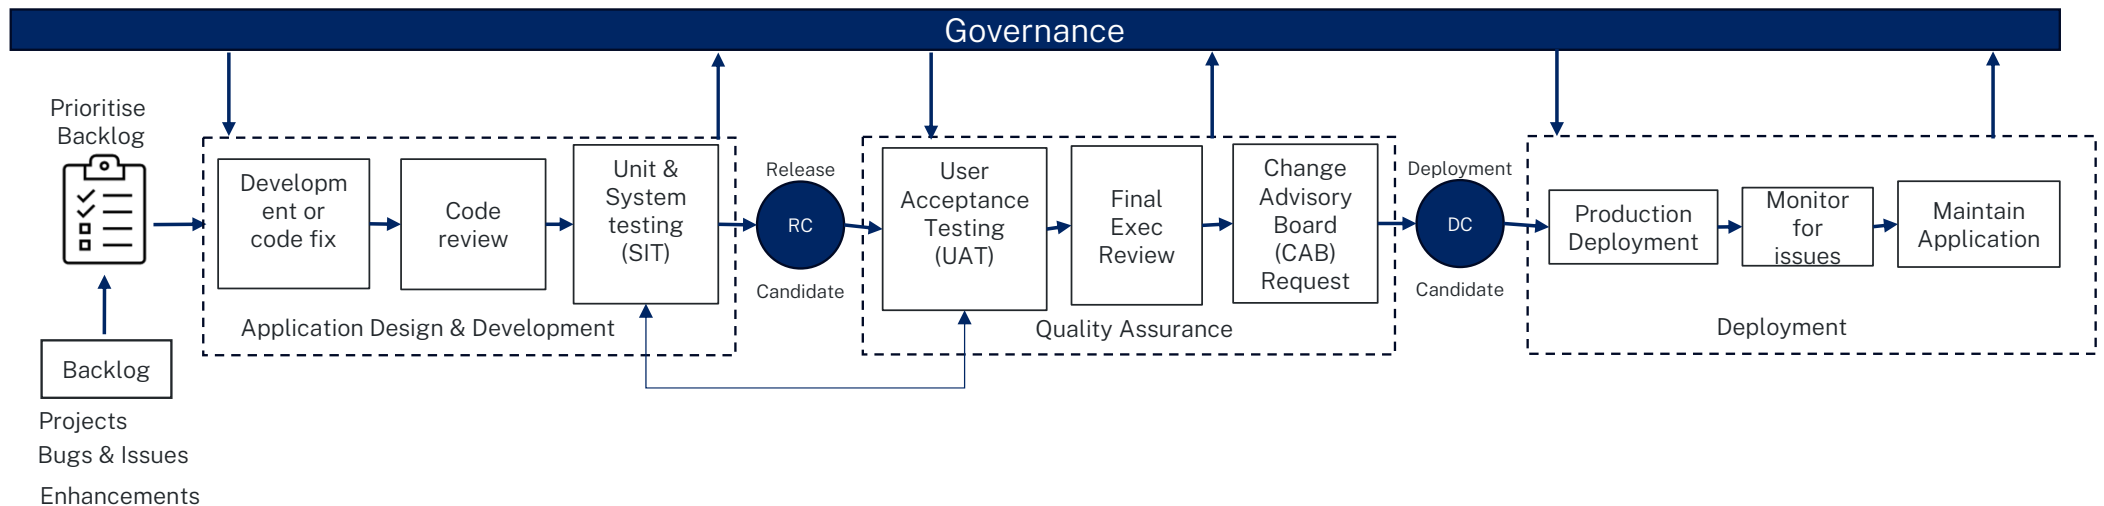 Governance
Prioritise
Backlog
Backlog
Projects
Bugs & Issues
Enhancements
Developm
ent or
code fix
Code
review
Unit &
System
testing
(SIT)
Application Design & Development
Release
RC
Candidate
User
Acceptance
Testing
(UAT)
Final
Exec
Review
Change
Advisory
Board
(CAB)
Request
Quality Assurance
Deployment
DC
Candidate
Production
Deployment
Monitor
for
issues
Maintain
Application
Deployment